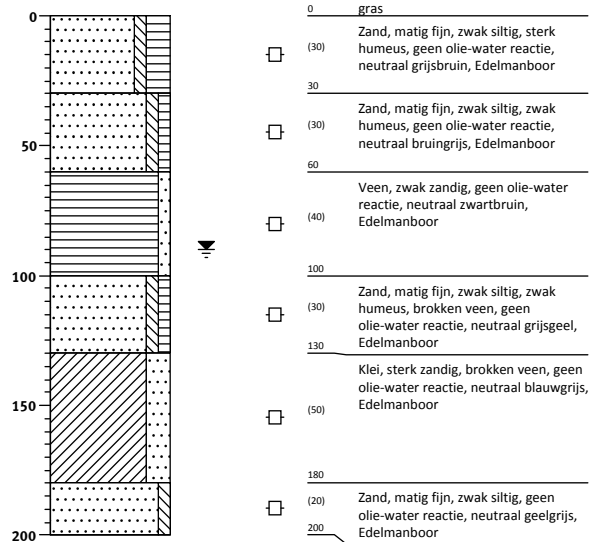 0
50
100
150
200
0
gras
(30)
Zand, matig fijn, zwak siltig, sterk
humeus, geen olie-water reactie,
neutraal grijsbruin, Edelmanboor
30
(30)
Zand, matig fijn, zwak siltig, zwak
humeus, geen olie-water reactie,
neutraal bruingrijs, Edelmanboor
60
(40)
Veen, zwak zandig, geen olie-water
reactie, neutraal zwartbruin,
Edelmanboor
100
(30)
Zand, matig fijn, zwak siltig, zwak
humeus, brokken veen, geen
olie-water reactie, neutraal grijsgeel,
Edelmanboor
130
(50)
Klei, sterk zandig, brokken veen, geen
olie-water reactie, neutraal blauwgrijs,
Edelmanboor
180
(20)
Zand, matig fijn, zwak siltig, geen
olie-water reactie, neutraal geelgrijs,
Edelmanboor
200